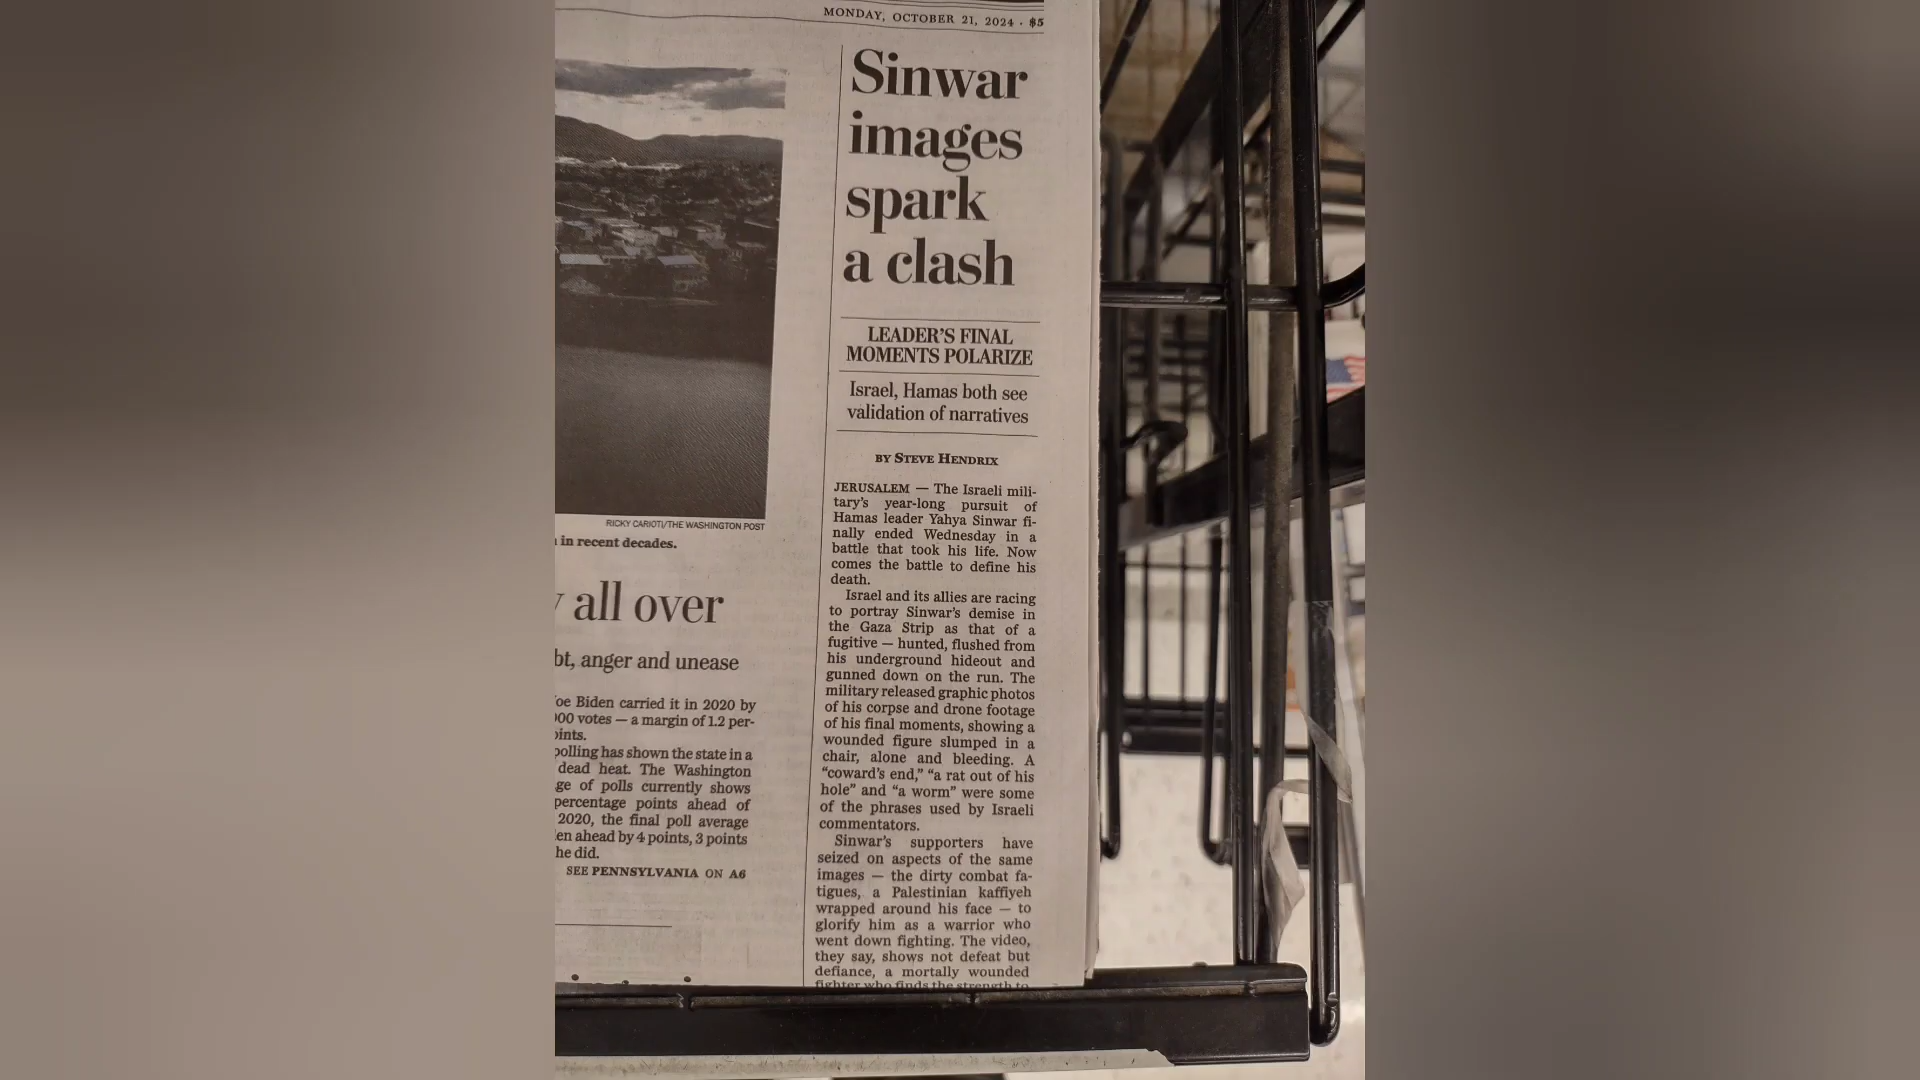 MONDAY, OCTOBER 21, 2024 · $5
RICKY CARIOTI/THE WASHINGTON POST
in recent decades.
all over
anger and unease
Biden carried it in 2020 by
votes — a margin of 1.2 per-
polling has shown the state in a
dead heat. The Washington
of polls currently shows
percentage points ahead of
2020, the final poll average
ahead by 4 points, 3 points
he did.
SEE PENNSYLVANIA ON A6
Sinwar
images
spark
a clash
LEADER'S FINAL
MOMENTS POLARIZE
Israel, Hamas both see
validation of narratives
BY STEVE HENDRIX
JERUSALEM — The Israeli mili-
tary's year-long pursuit of
Hamas leader Yahya Sinwar fi-
nally ended Wednesday in a
battle that took his life. Now
comes the battle to define his
death.
Israel and its allies are racing
to portray Sinwar's demise in
the Gaza Strip as that of a
fugitive — hunted, flushed from
his underground hideout and
gunned down on the run. The
military released graphic photos
of his corpse and drone footage
of his final moments, showing a
wounded figure slumped in a
chair, alone and bleeding. A
“coward's end,” “a rat out of his
hole” and “a worm” were some
of the phrases used by Israeli
commentators.
Sinwar's supporters have
seized on aspects of the same
images — the dirty combat fa-
tigues, a Palestinian kaffiyeh
wrapped around his face — to
glorify him as a warrior who
went down fighting. The video,
they say, shows not defeat but
defiance, a mortally wounded
fighter who finds the strength to